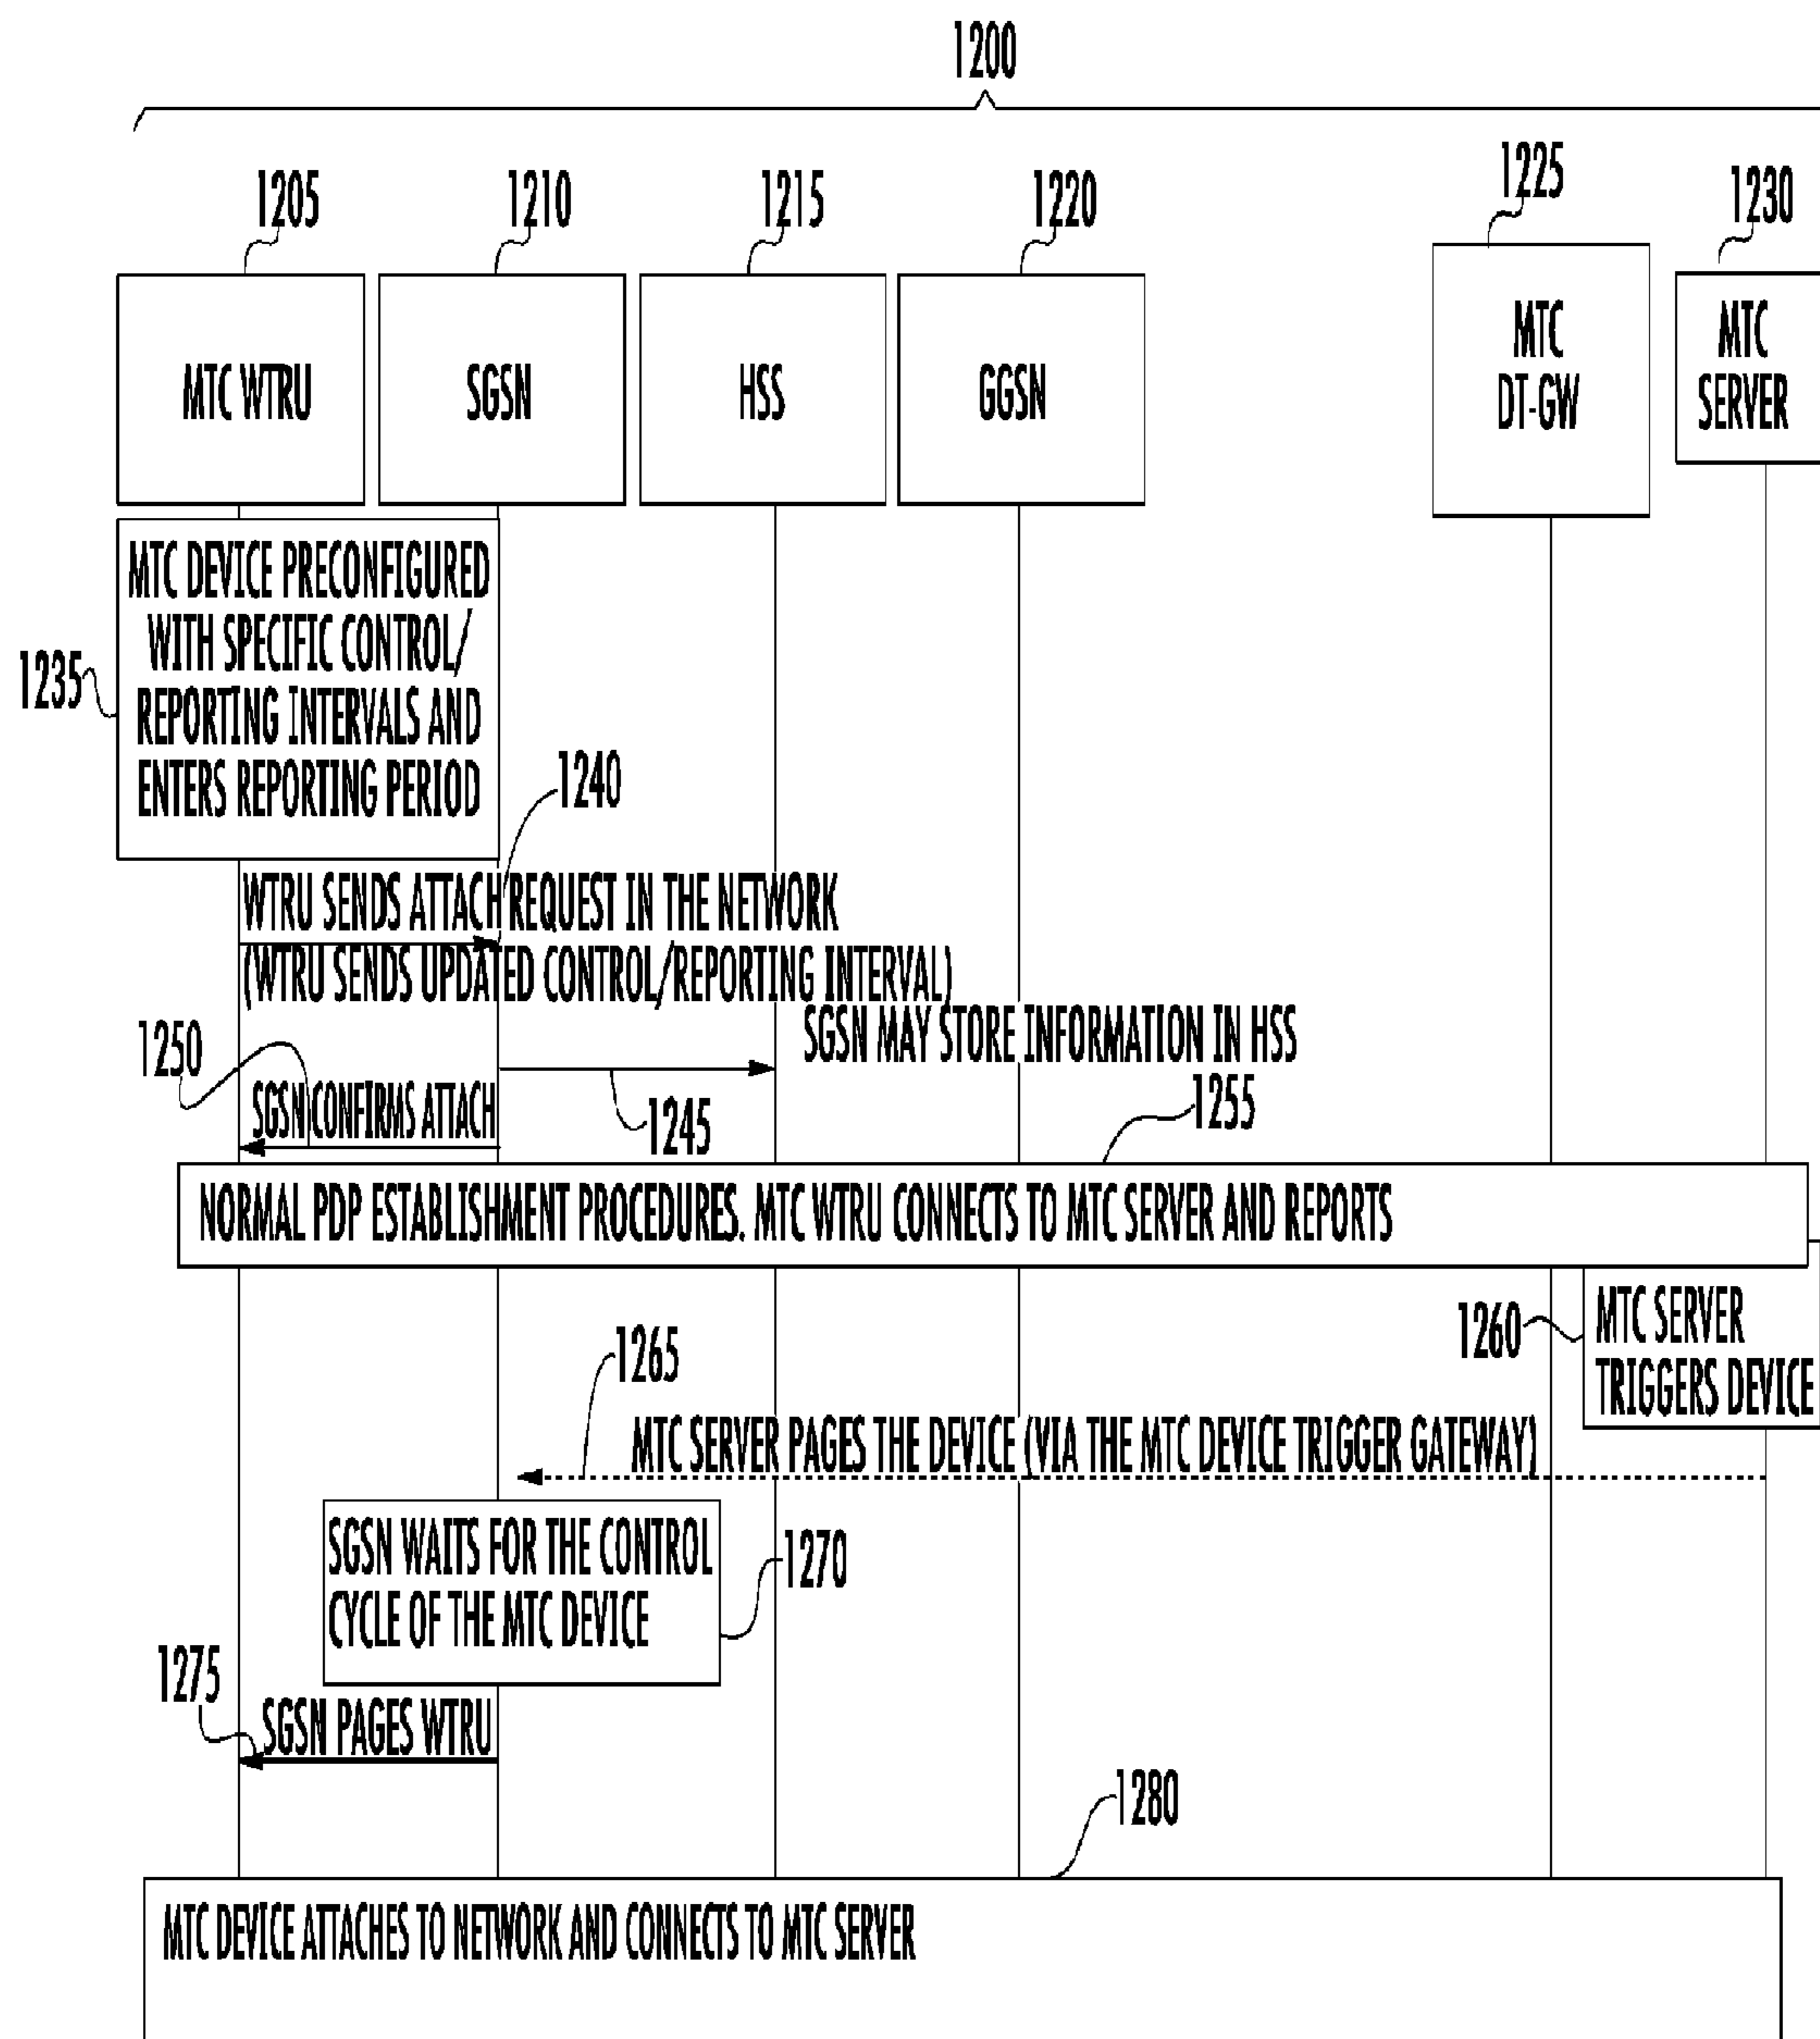 1200
1205
1210
1215
1220
1225
1230
MTC WTRU
SGSN
HSS
GGSN
MTC
DT-GW
MTC
SERVER
1235
MTC DEVICE PRECONFIGURED
WITH SPECIFIC CONTROL/
REPORTING INTERVALS AND
ENTERS REPORTING PERIOD
1240
WTRU SENDS ATTACH REQUEST IN THE NETWORK
(WTRU SENDS UPDATED CONTROL/REPORTING INTERVAL)
SGSN MAY STORE INFORMATION IN HSS
1250
1245
SGSN CONFIRMS ATTACH
1255
NORMAL PDP ESTABLISHMENT PROCEDURES. MTC WTRU CONNECTS TO MTC SERVER AND REPORTS
1260
MTC SERVER
TRIGGERS DEVICE
1265
MTC SERVER PAGES THE DEVICE (VIA THE MTC DEVICE TRIGGER GATEWAY)
SGSN WAITS FOR THE CONTROL
CYCLE OF THE MTC DEVICE
1270
1275
SGSN PAGES WTRU
1280
MTC DEVICE ATTACHES TO NETWORK AND CONNECTS TO MTC SERVER